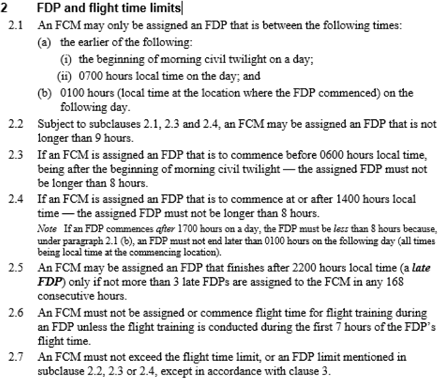 2 FDP and flight time limits
2.1 An FCM may only be assigned an FDP that is between the following times:
(a) the earlier of the following:
(i) the beginning of morning civil twilight on a day;
(ii) 0700 hours local time on the day; and
(b) 0100 hours (local time at the location where the FDP commenced) on the
following day.
2.2 Subject to subclauses 2.1, 2.3 and 2.4, an FCM may be assigned an FDP that is not
longer than 9 hours.
2.3 If an FCM is assigned an FDP that is to commence before 0600 hours local time,
being after the beginning of morning civil twilight — the assigned FDP must not
be longer than 8 hours.
2.4 If an FCM is assigned an FDP that is to commence at or after 1400 hours local
time — the assigned FDP must not be longer than 8 hours.
Note If an FDP commences after 1700 hours on a day, the FDP must be less than 8 hours because,
under paragraph 2.1 (b), an FDP must not end later than 0100 hours on the following day (all times
being local time at the commencing location).
2.5 An FCM may be assigned an FDP that finishes after 2200 hours local time (a late
FDP) only if not more than 3 late FDPs are assigned to the FCM in any 168
consecutive hours.
2.6 An FCM must not be assigned or commence flight time for flight training during
an FDP unless the flight training is conducted during the first 7 hours of the FDP's
flight time.
2.7 An FCM must not exceed the flight time limit, or an FDP limit mentioned in
subclause 2.2, 2.3 or 2.4, except in accordance with clause 3.